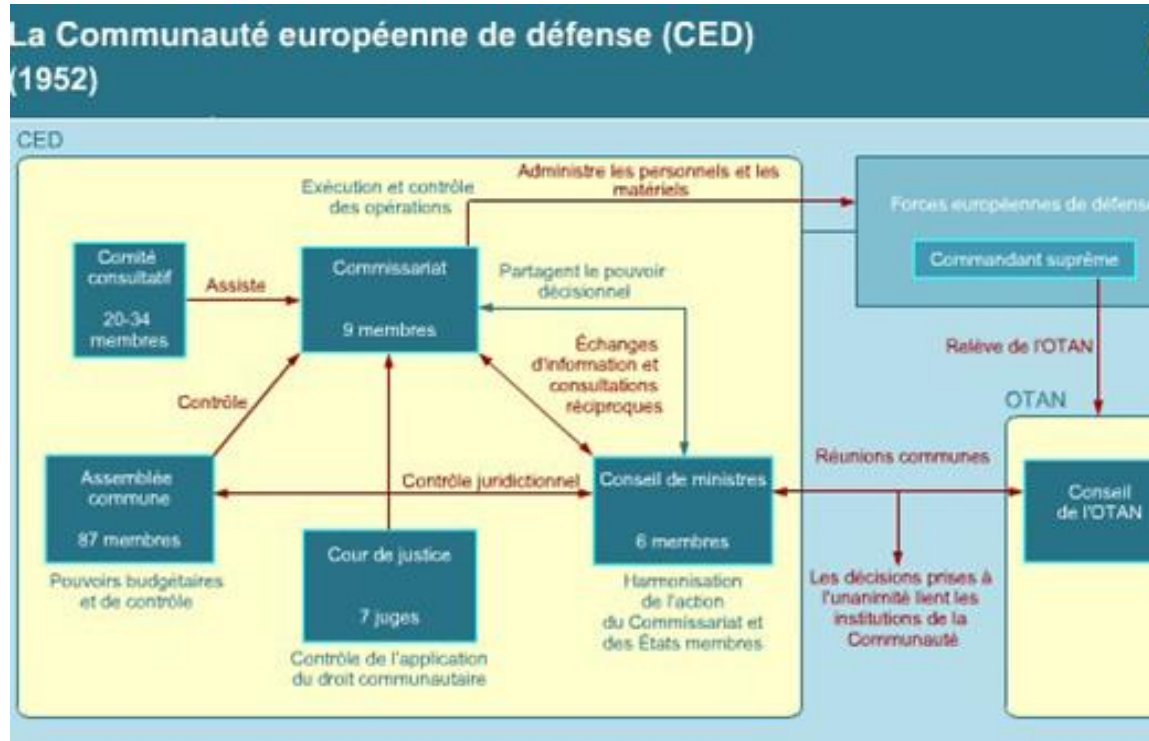 La Communauté européenne de défense (CED)
(1952)
CED
Exécution et contrôle
des opérations
Administre les personnels et les
matériels
Forces européennes de défense
Commandant suprême
Comité
consultatif
20-34
membres
Assiste
Commissariat
9 membres
Partagent le pouvoir
décisionnel
Échanges
d'information et
consultations
réciproques
Relève de l'OTAN
OTAN
Contrôle
Assemblée
commune
87 membres
Pouvoirs budgétaires
et de contrôle
Contrôle juridictionnel
Cour de justice
7 juges
Contrôle de l'application
du droit communautaire
Conseil de ministres
6 membres
Harmonisation
de l'action
du Commissariat et
des États membres
Réunions communes
Les décisions prises à
l'unanimité lient les
institutions de la
Communauté
Conseil
de l'OTAN